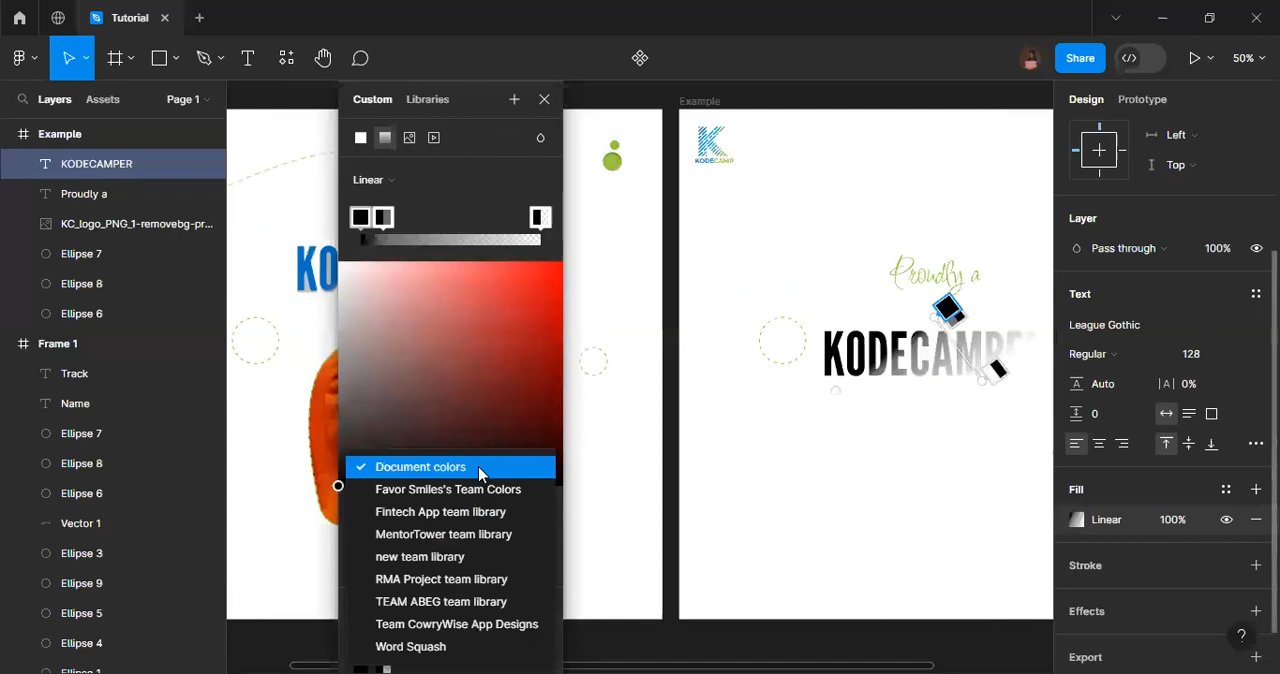 Tutorial
Share
50%
Layers
Assets
Page 1
Example
KODECAMPER
Proudly a
KC_logo_PNG_1-removebg-pr...
Ellipse 7
Ellipse 8
Ellipse 6
Frame 1
Track
Name
Ellipse 7
Ellipse 8
Ellipse 6
Vector 1
Ellipse 3
Ellipse 9
Ellipse 5
Ellipse 4
Ellipse 1
Custom
Libraries
Linear
Document colors
Favor Smiles's Team Colors
Fintech App team library
MentorTower team library
new team library
RMA Project team library
TEAM ABEG team library
Team CowryWise App Designs
Word Squash
KO
Example
K
KODECAMP
Proudly a
KODECAMPER
Design
Prototype
Left
Top
Layer
Pass through
100%
Text
League Gothic
Regular
128
A
Auto
|A|
0%
0
Fill
Linear
100%
Stroke
Effects
?
Export